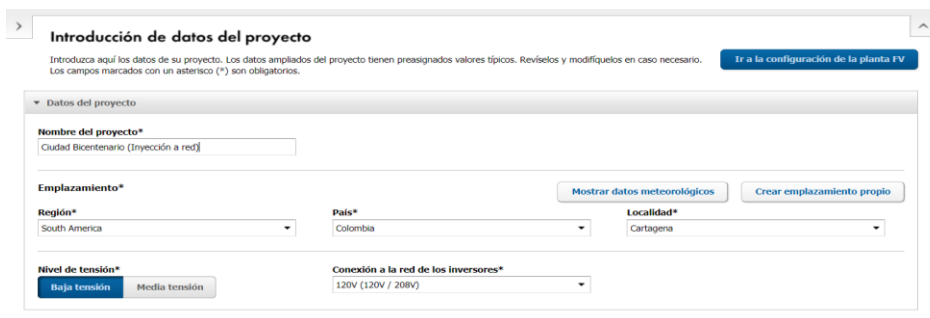 Introducción de datos del proyecto
Introduzca aquí los datos de su proyecto. Los datos ampliados del proyecto tienen preasignados valores típicos. Revíselos y modifíquelos en caso necesario.
Los campos marcados con un asterisco (*) son obligatorios.
Ir a la configuración de la planta FV
Datos del proyecto
Nombre del proyecto*
Ciudad Bicentenario (Inyección a red)
Emplazamiento*
Mostrar datos meteorológicos
Crear emplazamiento propio
Región*
País*
Localidad*
South America
Colombia
Cartagena
Nivel de tensión*
Conexión a la red de los inversores*
Baja tensión
Media tensión
120V (120V / 208V)